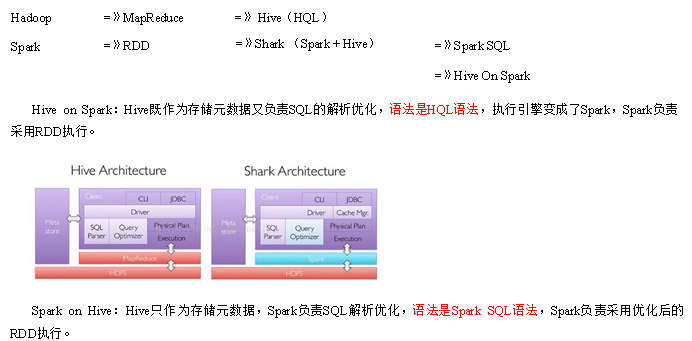 Hadoop =》MapReduce =》 Hive（HQL）
Spark =》RDD =》Shark （Spark＋Hive） =》Spark SQL
=》Hive On Spark
Hive on Spark：Hive既作为存储元数据又负责SQL的解析优化，语法是HQL语法，执行引擎变成了Spark，Spark负责
采用RDD执行。
Hive Architecture
Shark Architecture
Meta store
Client
CLI
JDBC
Driver
SQL Parser
Query Optimizer
Physical Plan
Execution
MapReduce
HDFS
Meta store
Client
CLI
JDBC
Driver
Cache Mgr.
SQL Parser
Query Optimizer
Physical Plan
Execution
Spark
HDFS
Spark on Hive：Hive只作为存储元数据，Spark负责SQL解析优化，语法是Spark SQL语法，Spark负责采用优化后的
RDD执行。